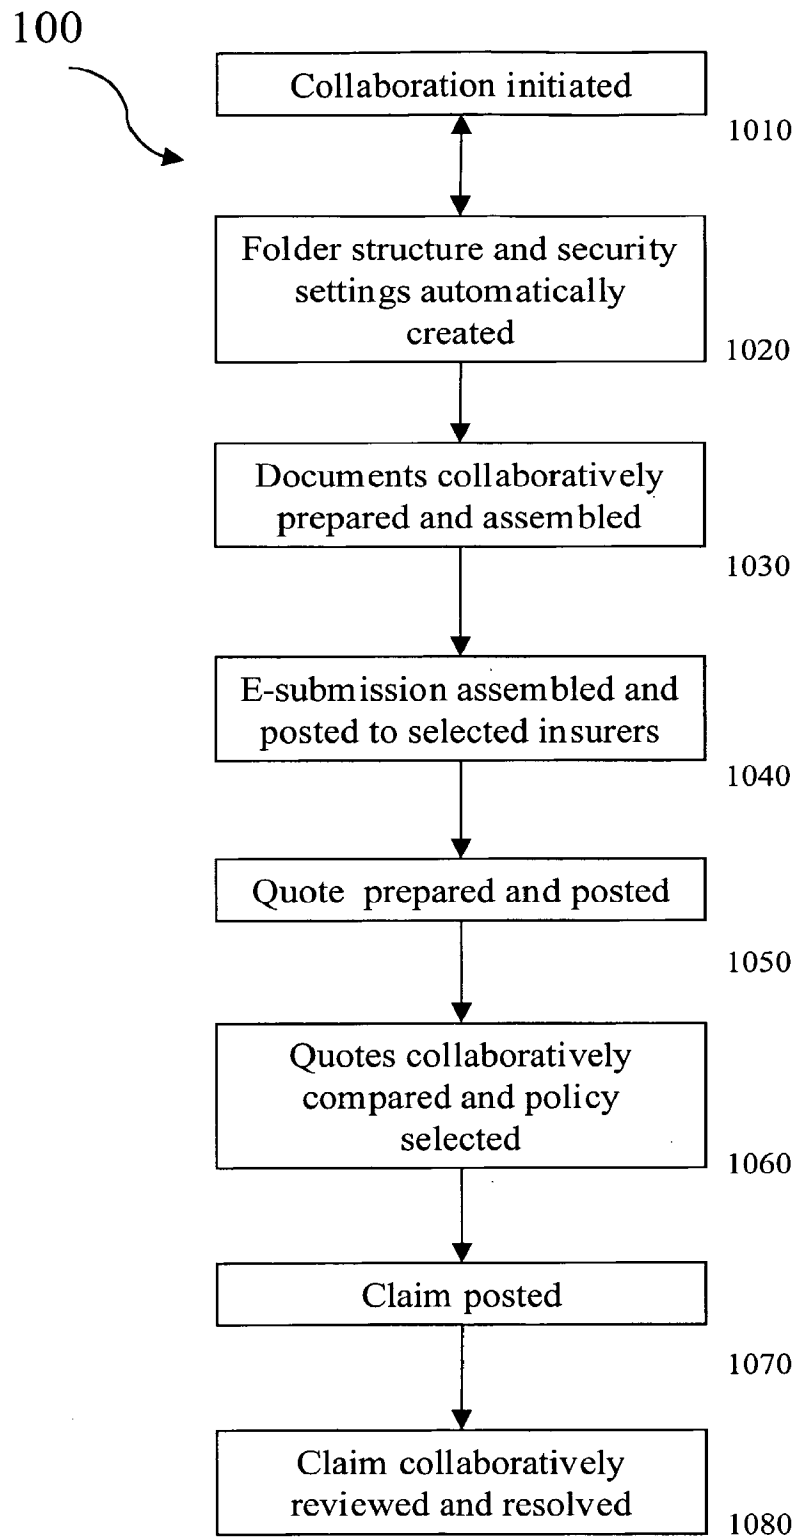 100
Collaboration initiated
1010
Folder structure and security
settings automatically
created
1020
Documents collaboratively
prepared and assembled
1030
E-submission assembled and
posted to selected insurers
1040
Quote prepared and posted
1050
Quotes collaboratively
compared and policy
selected
1060
Claim posted
1070
Claim collaboratively
reviewed and resolved
1080